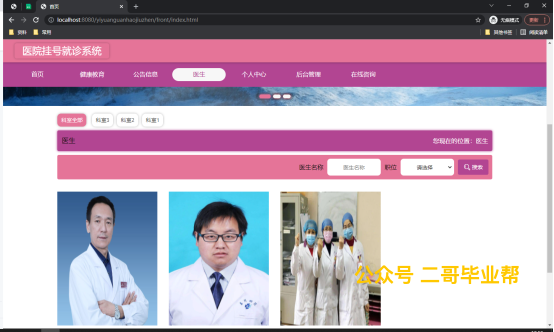 首页
localhost:8080/yiyuanguanhaojiuzhen/front/index.html
无痕模式
资料 常用
其他书签 阅读清单
医院挂号就诊系统
首页 健康教育 公告信息 医生 个人中心 后台管理 在线咨询
科室全部 科室3 科室2 科室1
医生 您现在的位置：医生
医生名称 医生名称 职位 请选择 搜索
公众号 二哥毕业帮